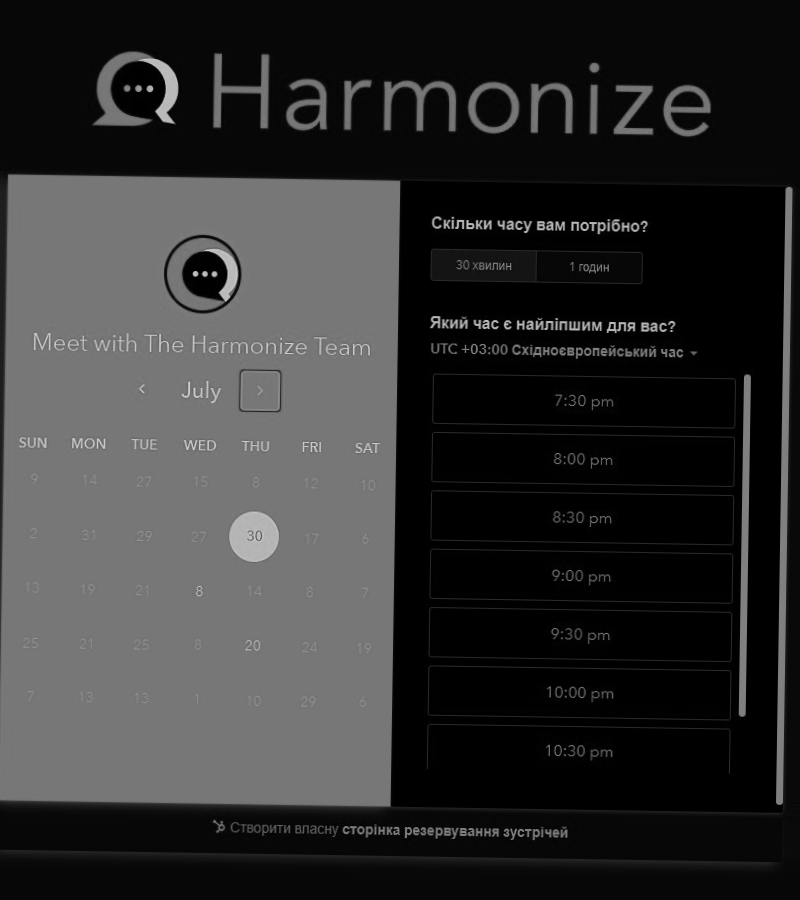 Harmonize
Meet with The Harmonize Team
July
SUN MON TUE WED THU FRI SAT
9 14 27 15 8 12 10
2 31 29 27 30 17 6
13 19 21 8 14 8 7
25 21 25 8 20 24 19
7 13 13 1 10 29 6
Скільки часу вам потрібно?
30 хвилин 1 годин
Який час є найліпшим для вас?
UTC +03:00 Східноєвропейський час
7:30 pm
8:00 pm
8:30 pm
9:00 pm
9:30 pm
10:00 pm
10:30 pm
Створити власну сторінка резервування зустрічей